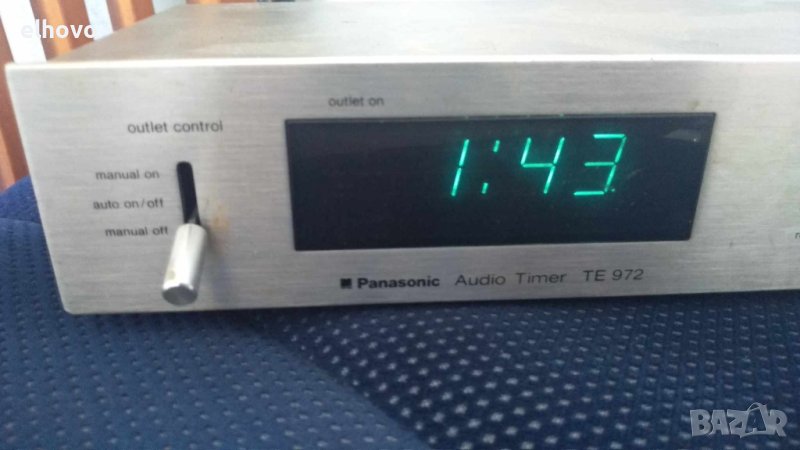 elhovo
outlet on
outlet control
manual on
auto on/off
manual off
1:43
Panasonic Audio Timer TE 972
BAZAR